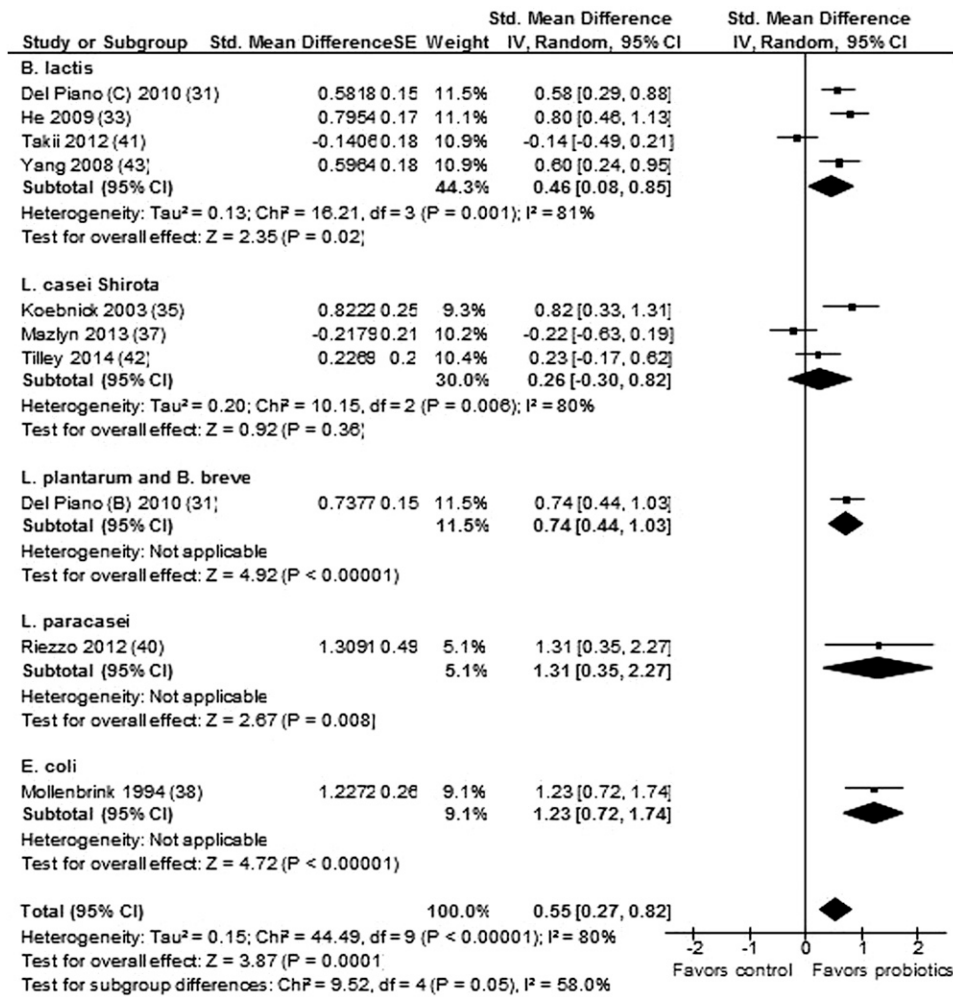 Std. Mean Difference Std. Mean Difference
Study or Subgroup Std. Mean Difference SE Weight IV, Random, 95% CI IV, Random, 95% CI
B. lactis
Del Piano (C) 2010 (31) 0.5818 0.15 11.5% 0.58 [0.29, 0.88]
He 2009 (33) 0.7954 0.17 11.1% 0.80 [0.46, 1.13]
Takii 2012 (41) -0.1406 0.18 10.9% -0.14 [-0.49, 0.21]
Yang 2008 (43) 0.5964 0.18 10.9% 0.60 [0.24, 0.95]
Subtotal (95% CI) 44.3% 0.46 [0.08, 0.85]
Heterogeneity: Tau² = 0.13; Chi² = 16.21, df = 3 (P = 0.001); I² = 81%
Test for overall effect: Z = 2.35 (P = 0.02)
L. casei Shirota
Koebnick 2003 (35) 0.8222 0.25 9.3% 0.82 [0.33, 1.31]
Mazlyn 2013 (37) -0.2179 0.21 10.2% -0.22 [-0.63, 0.19]
Tilley 2014 (42) 0.2269 0.2 10.4% 0.23 [-0.17, 0.62]
Subtotal (95% CI) 30.0% 0.26 [-0.30, 0.82]
Heterogeneity: Tau² = 0.20; Chi² = 10.15, df = 2 (P = 0.006); I² = 80%
Test for overall effect: Z = 0.92 (P = 0.36)
L. plantarum and B. breve
Del Piano (B) 2010 (31) 0.7377 0.15 11.5% 0.74 [0.44, 1.03]
Subtotal (95% CI) 11.5% 0.74 [0.44, 1.03]
Heterogeneity: Not applicable
Test for overall effect: Z = 4.92 (P < 0.00001)
L. paracasei
Riezzo 2012 (40) 1.3091 0.49 5.1% 1.31 [0.35, 2.27]
Subtotal (95% CI) 5.1% 1.31 [0.35, 2.27]
Heterogeneity: Not applicable
Test for overall effect: Z = 2.67 (P = 0.008)
E. coli
Mollenbrink 1994 (38) 1.2272 0.26 9.1% 1.23 [0.72, 1.74]
Subtotal (95% CI) 9.1% 1.23 [0.72, 1.74]
Heterogeneity: Not applicable
Test for overall effect: Z = 4.72 (P < 0.00001)
Total (95% CI) 100.0% 0.55 [0.27, 0.82]
Heterogeneity: Tau² = 0.15; Chi² = 44.49, df = 9 (P < 0.00001); I² = 80%
Test for overall effect: Z = 3.87 (P = 0.0001)
Test for subgroup differences: Chi² = 9.52, df = 4 (P = 0.05), I² = 58.0%
-2 -1 0 1 2
Favors control Favors probiotics